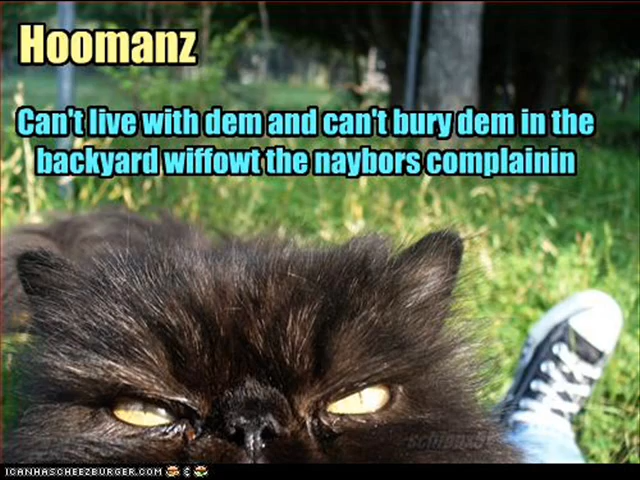 Hoomanz
Can't live with dem and can't bury dem in the
backyard wiffowt the naybors complainin
ICANHASCHEEZBURGER.COM